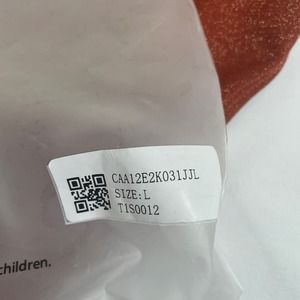 CAA12E2K031JJL
SIZE:L
T1S0012
children.